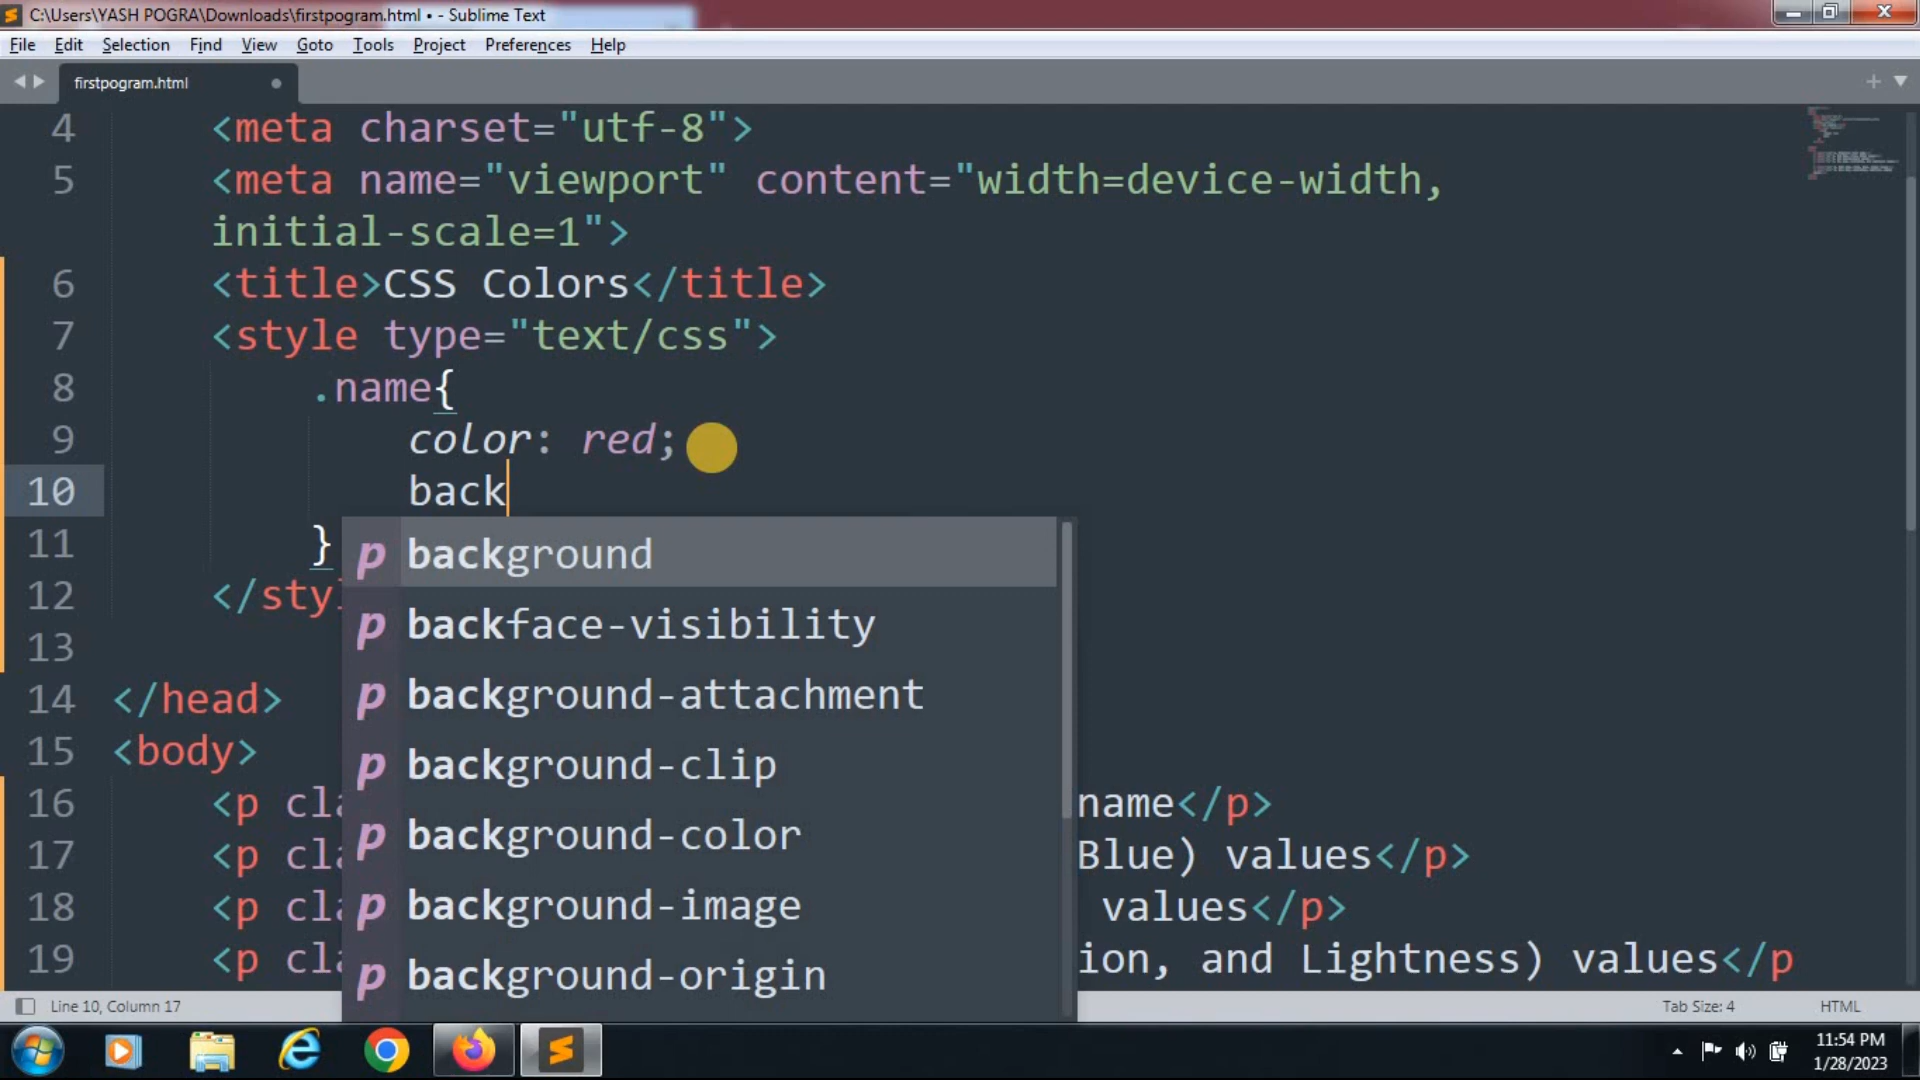 C:\Users\YASH POGRA\Downloads\firstpogram.html • - Sublime Text
File Edit Selection Find View Goto Tools Project Preferences Help
firstpogram.html
4 <meta charset="utf-8">
5 <meta name="viewport" content="width=device-width,
initial-scale=1">
6 <title>CSS Colors</title>
7 <style type="text/css">
8 .name{
9 color: red;
10 back
11 }
p background
p backface-visibility
12 </sty
13
p background-attachment
14 </head>
15 <body>
p background-clip
16 <p cla name</p>
p background-color
17 <p cla Blue) values</p>
p background-image
18 <p cla values</p>
19 <p cla ion, and Lightness) values</p
p background-origin
Line 10, Column 17 Tab Size: 4 HTML
11:54 PM
1/28/2023